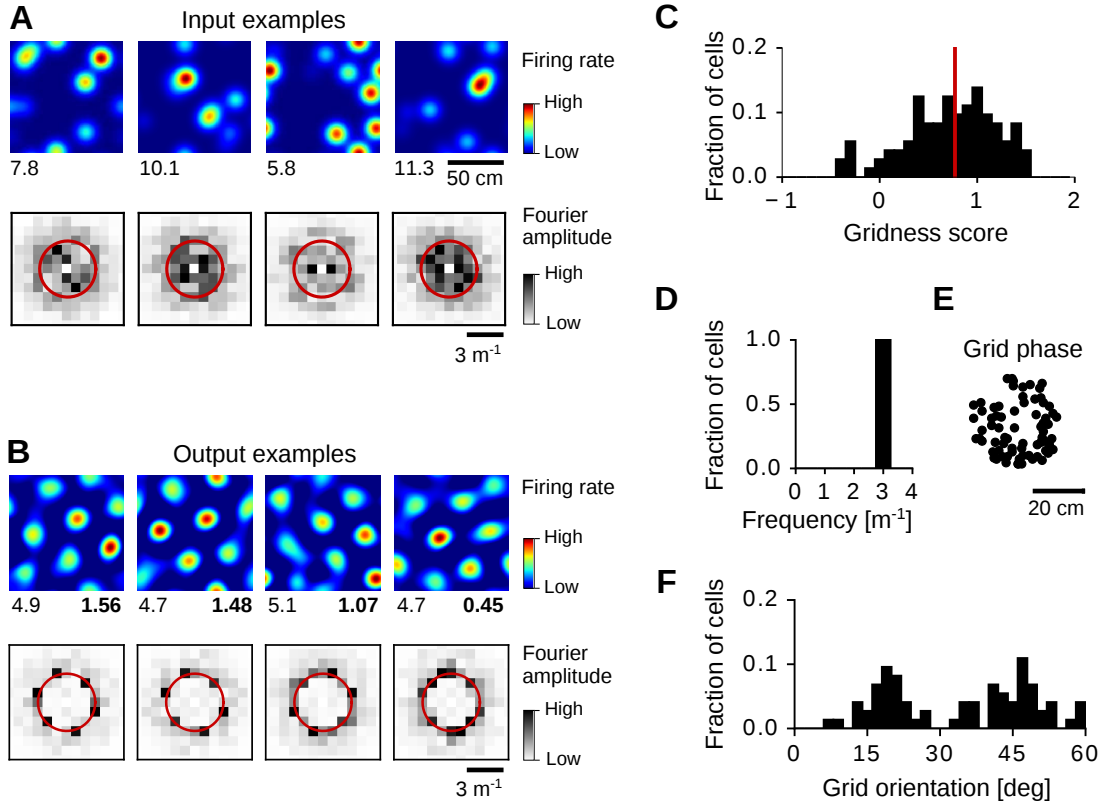 A
Input examples
Firing rate
High
Low
7.8 10.1 5.8 11.3
50 cm
Fourier
amplitude
High
Low
3 m⁻¹
B
Output examples
Firing rate
High
Low
4.9 1.56 4.7 1.48 5.1 1.07 4.7 0.45
Fourier
amplitude
High
Low
3 m⁻¹
C
Fraction of cells
0.2
0.1
0.0
−1 0 1 2
Gridness score
D
Fraction of cells
1.0
0.5
0.0
0 1 2 3 4
Frequency [m⁻¹]
E
Grid phase
20 cm
F
Fraction of cells
0.2
0.1
0.0
0 15 30 45 60
Grid orientation [deg]